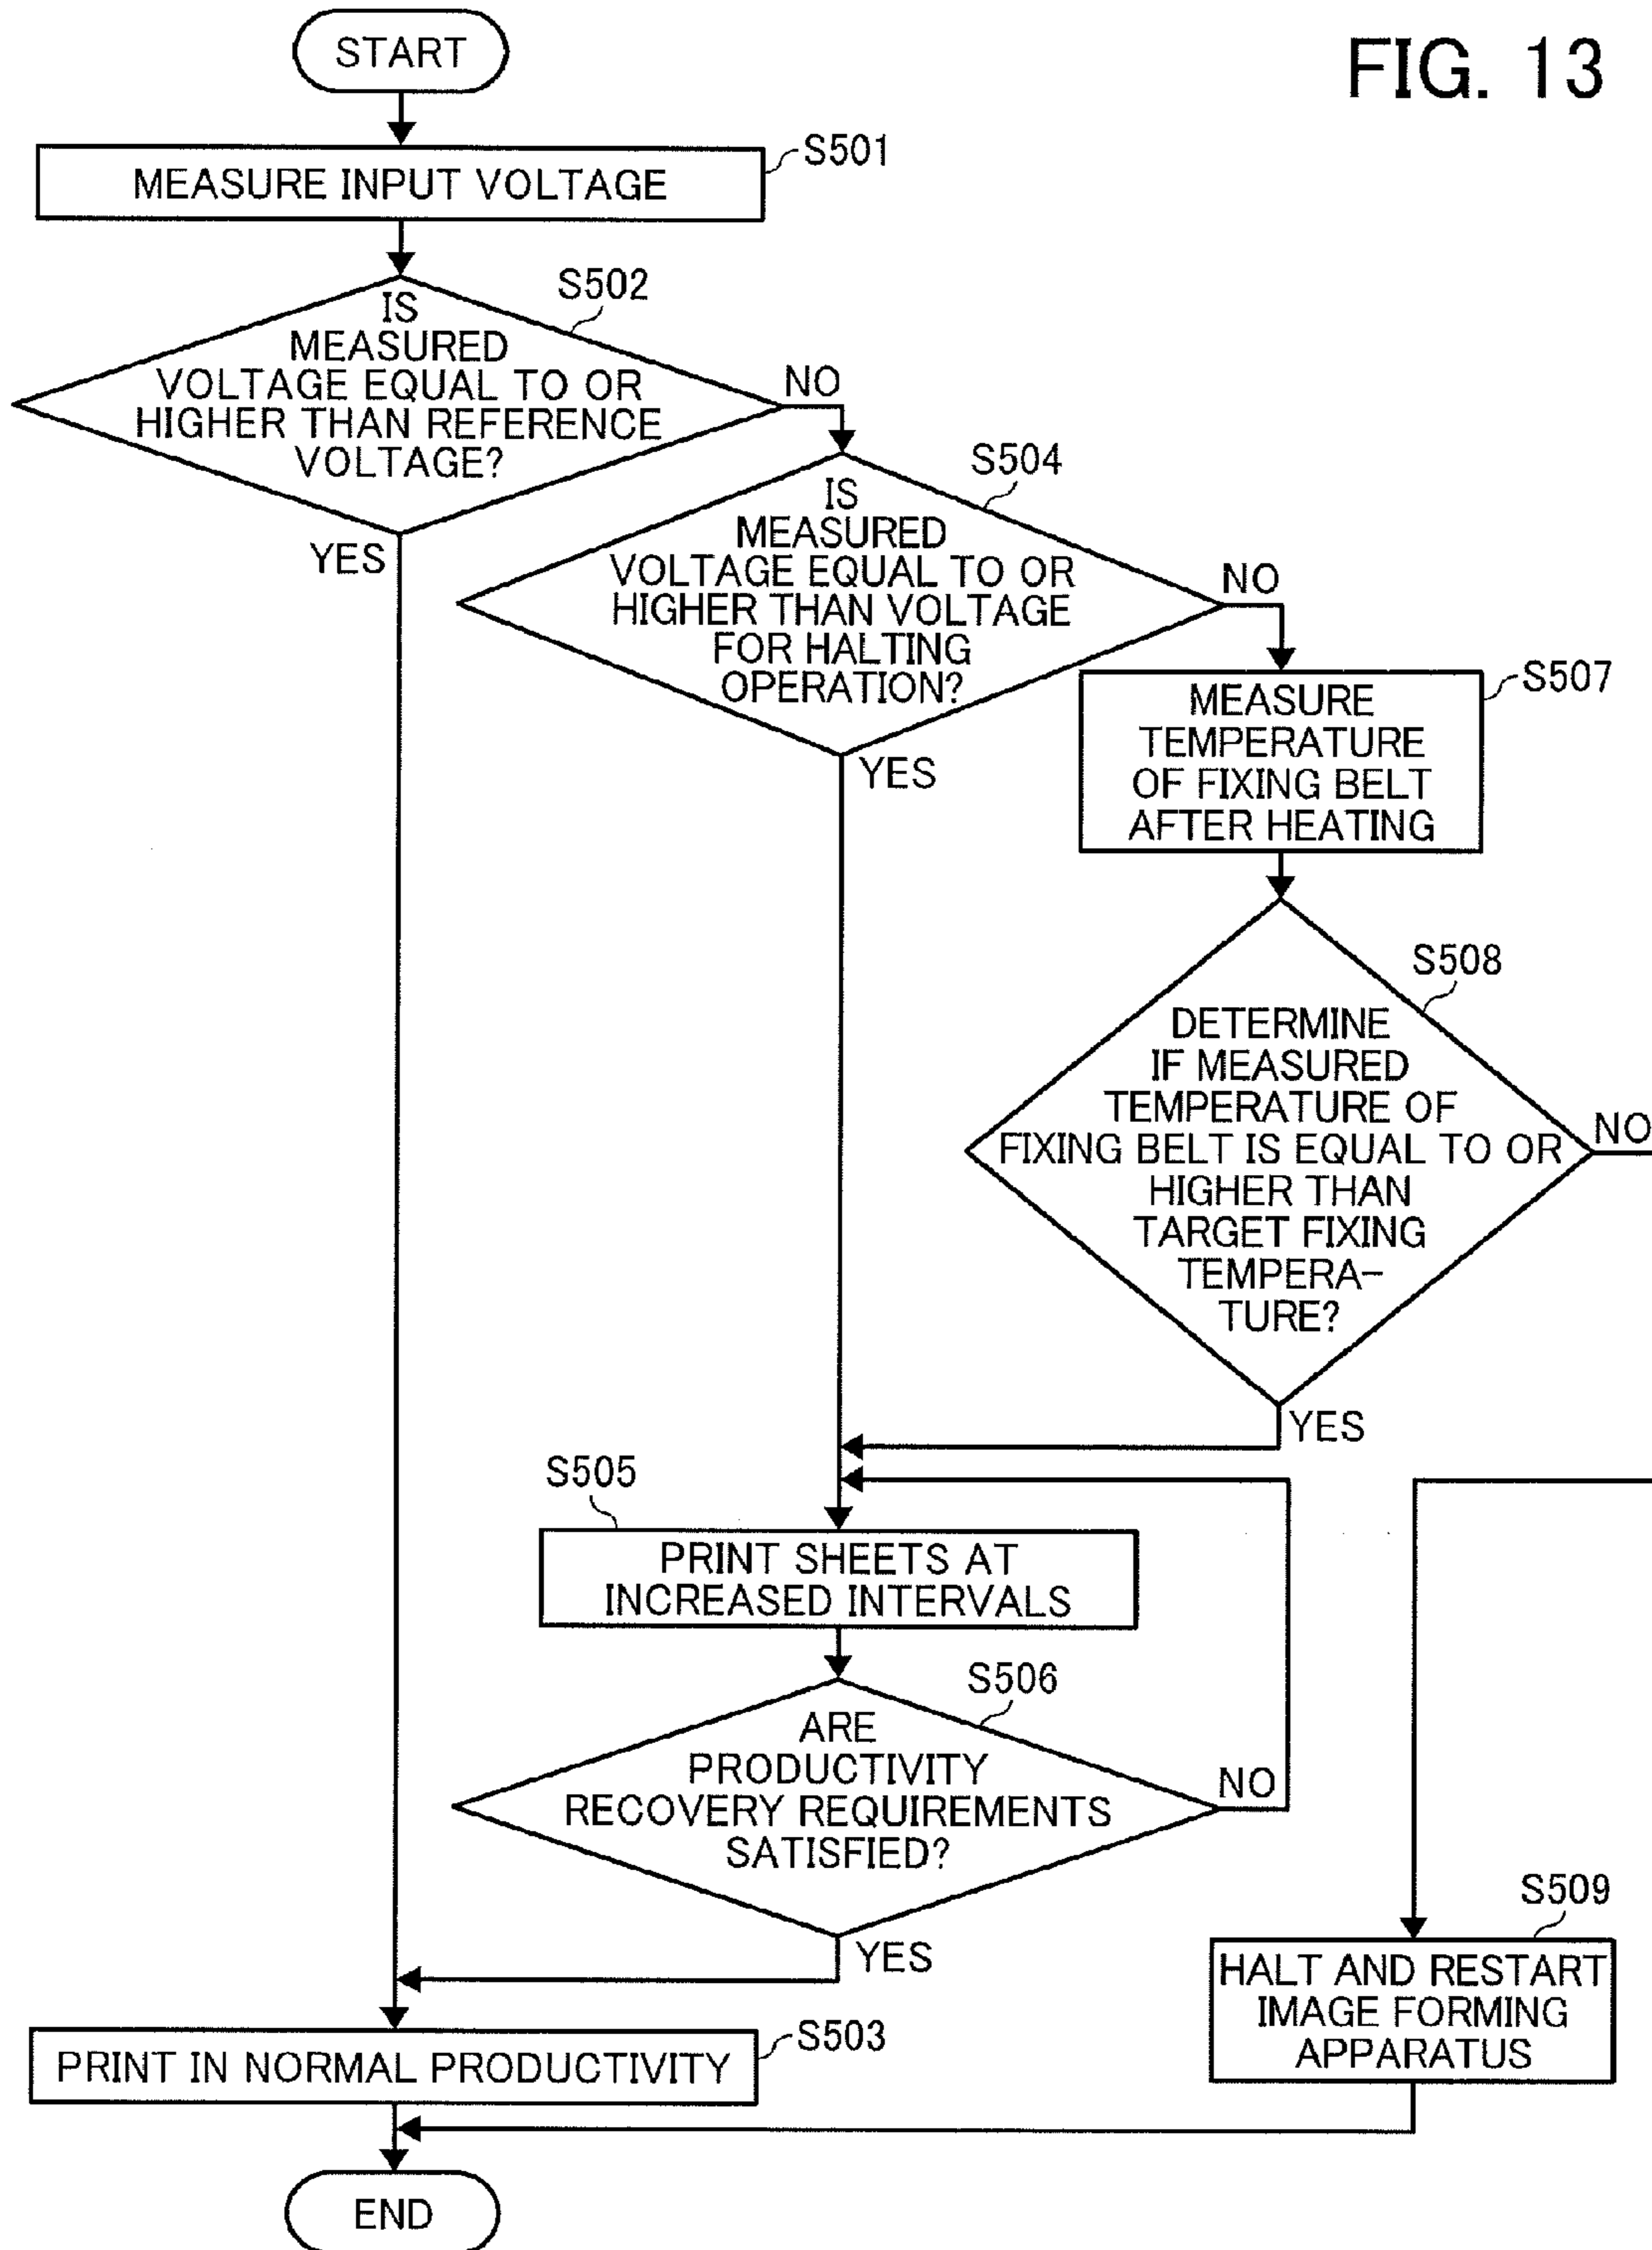 FIG. 13
START
S501
MEASURE INPUT VOLTAGE
S502
IS
MEASURED
VOLTAGE EQUAL TO OR
HIGHER THAN REFERENCE
VOLTAGE?
NO
YES
S504
IS
MEASURED
VOLTAGE EQUAL TO OR
HIGHER THAN VOLTAGE
FOR HALTING
OPERATION?
NO
YES
S507
MEASURE
TEMPERATURE
OF FIXING BELT
AFTER HEATING
S508
DETERMINE
IF MEASURED
TEMPERATURE OF
FIXING BELT IS EQUAL TO OR
HIGHER THAN
TARGET FIXING
TEMPERA-
TURE?
NO
YES
S505
PRINT SHEETS AT
INCREASED INTERVALS
S506
ARE
PRODUCTIVITY
RECOVERY REQUIREMENTS
SATISFIED?
NO
YES
S509
HALT AND RESTART
IMAGE FORMING
APPARATUS
S503
PRINT IN NORMAL PRODUCTIVITY
END